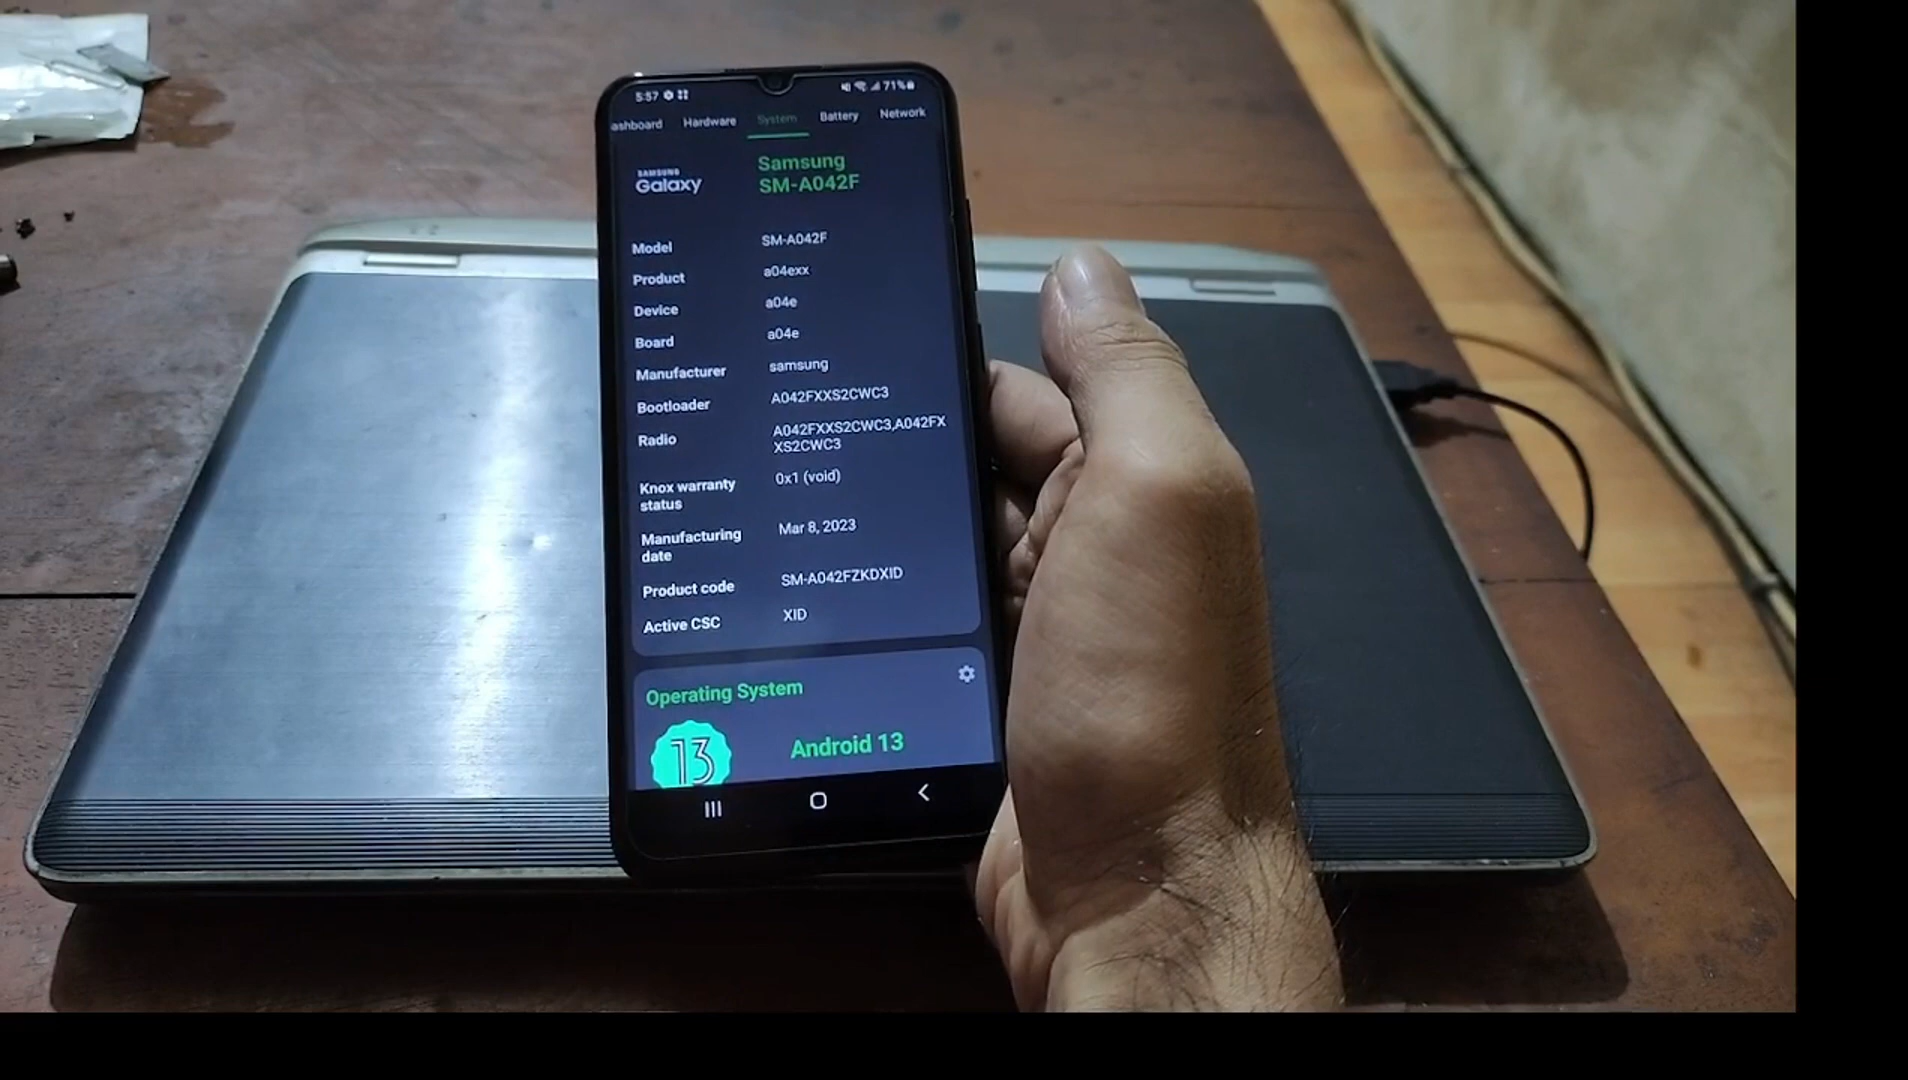 5:57 71%
ashboard Hardware System Battery Network
SAMSUNG
Galaxy
Samsung
SM-A042F
Model SM-A042F
Product a04exx
Device a04e
Board a04e
Manufacturer samsung
Bootloader A042FXXS2CWC3
Radio A042FXXS2CWC3,A042FX
XS2CWC3
Knox warranty 0x1 (void)
status
Manufacturing Mar 8, 2023
date
Product code SM-A042FZKDXID
Active CSC XID
Operating System
13 Android 13